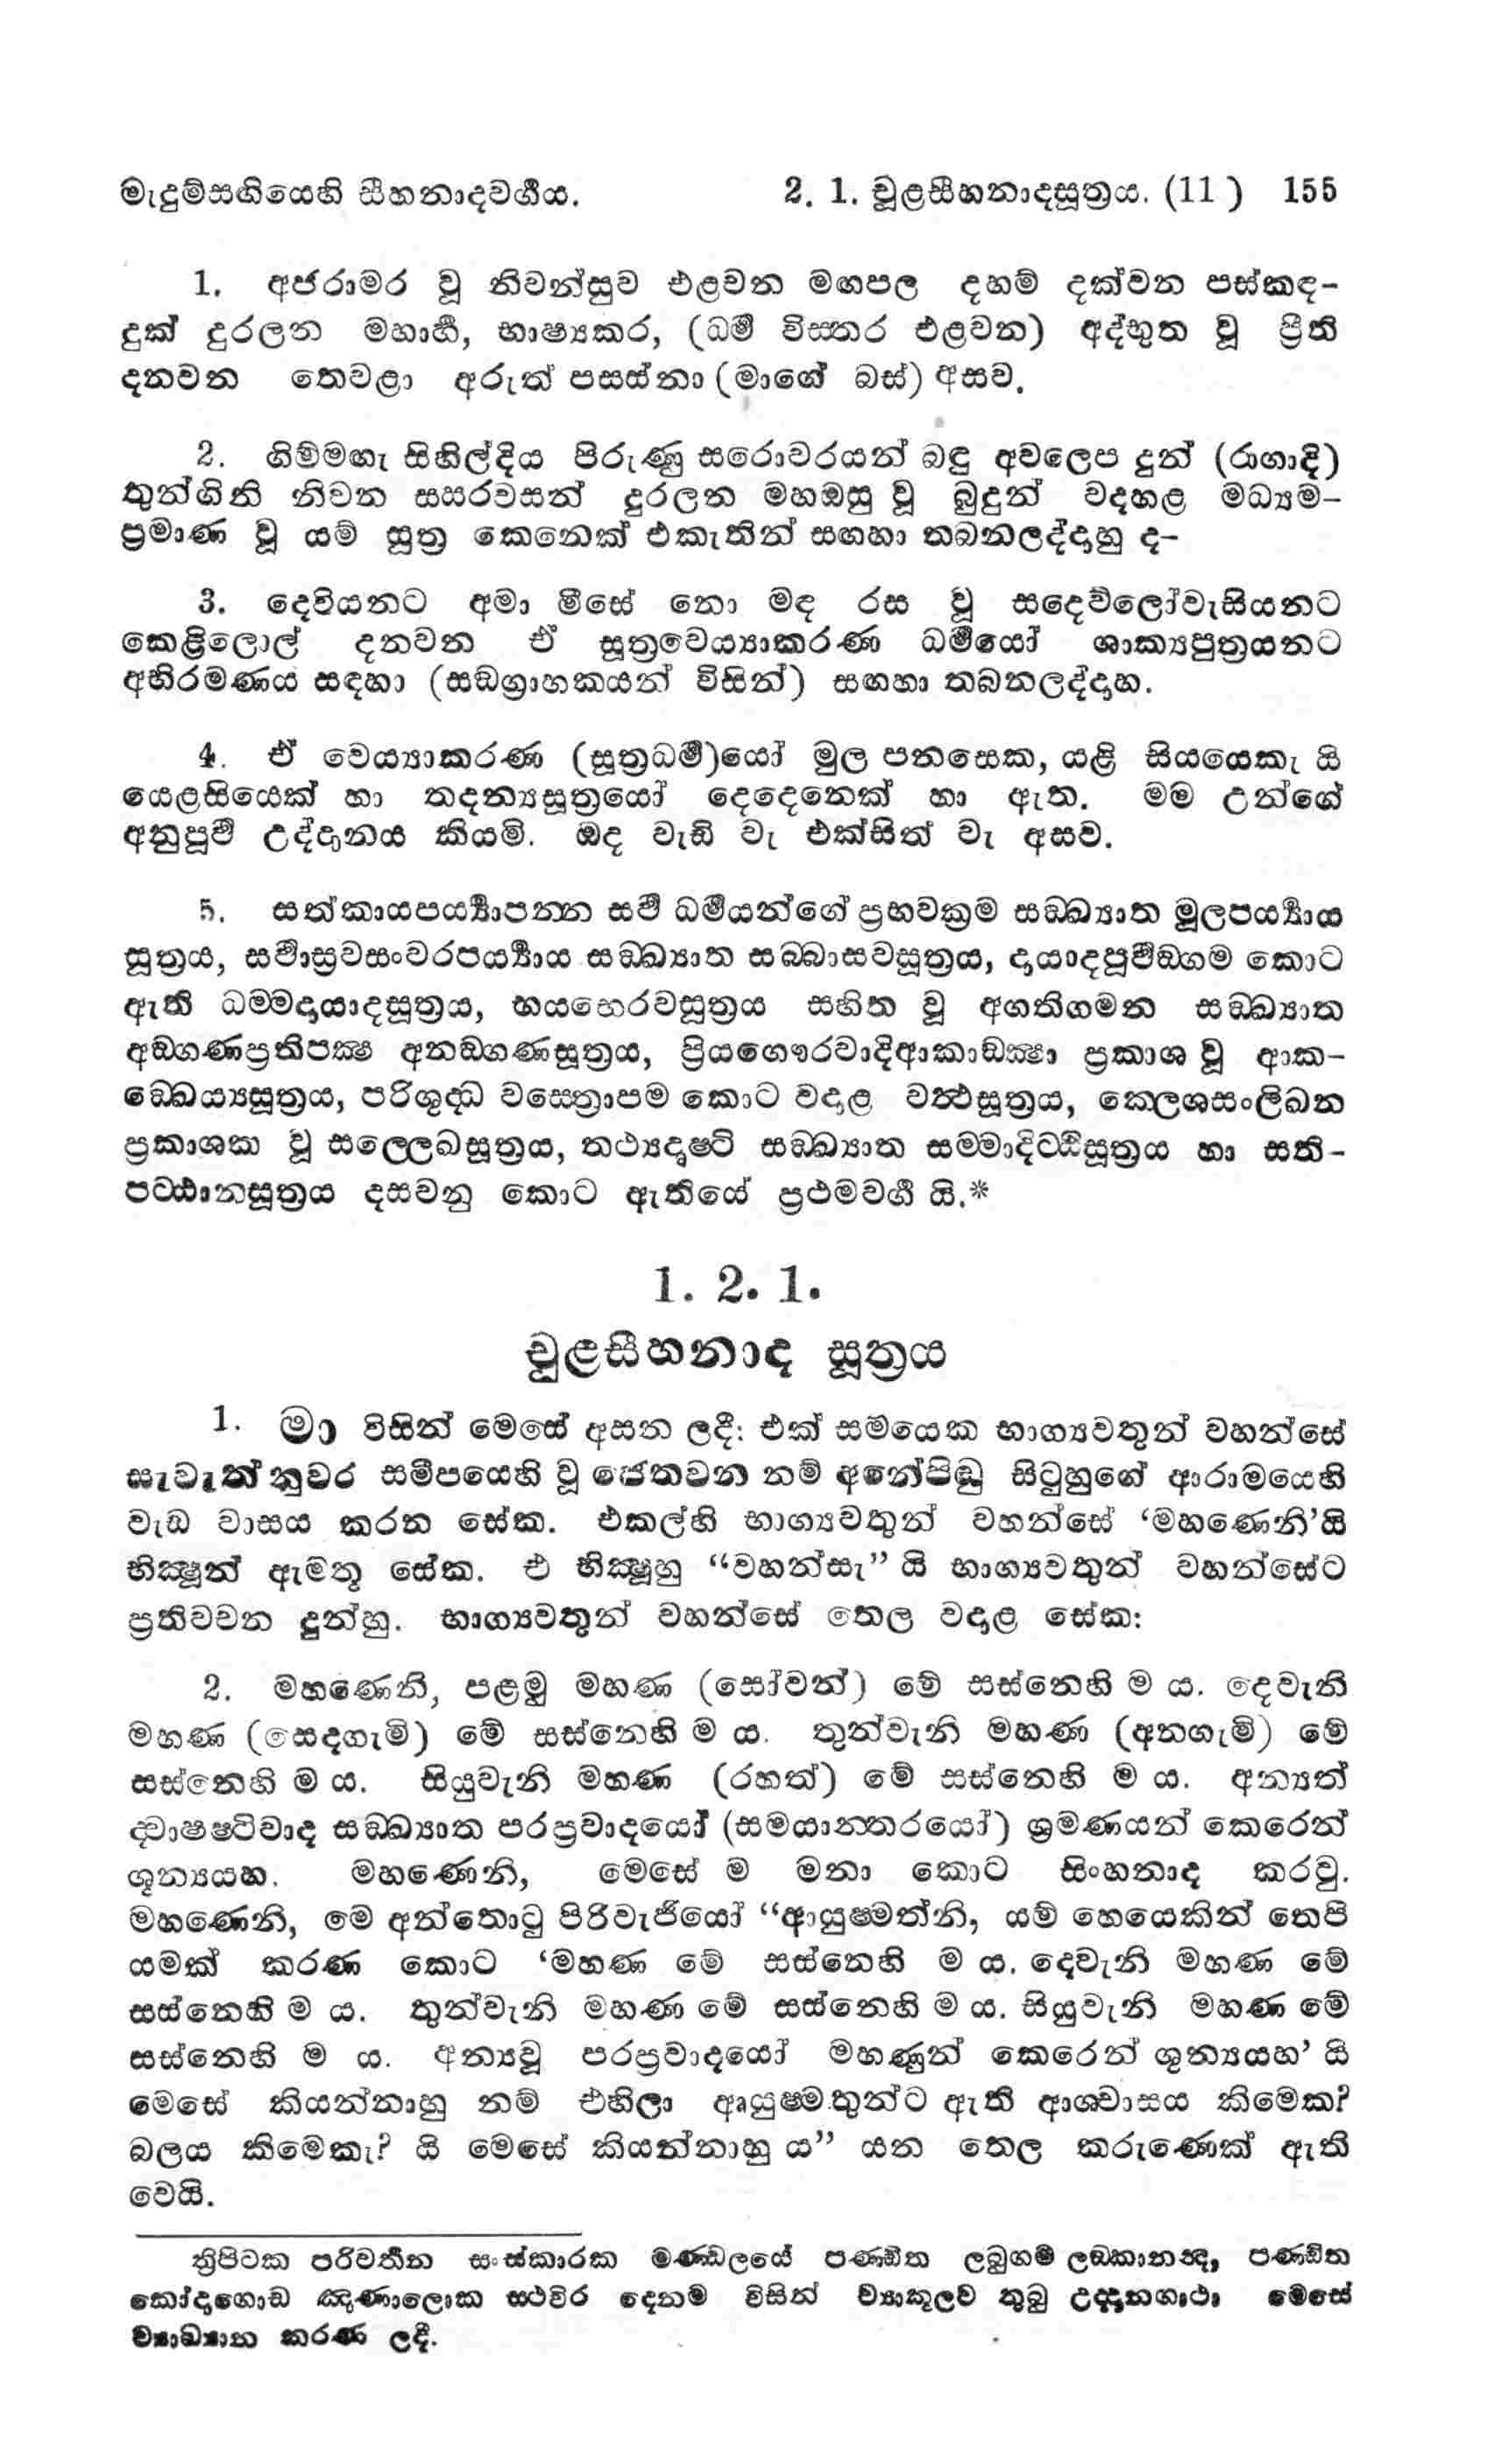 මැදුම්සඟියෙහි සීහනාදවර්‍ගය. 2. 1. චූළසීහනාදසූත්‍රය. (11) 155
1. අජරාමර වූ නිවන්සුව එළවන මඟපල දහම් දක්වන පස්කඳ-
දුක් දුරලන මහාර්‍ඝ, භාෂ්‍යකර, (ධර්‍ම විස්තර එළවන) අද්භුත වූ ප්‍රීති
දනවන තෙවළා අරුත් පසස්නා (මාගේ බස්) අසව.
2. ගිම්මඟැ සිහිල්දිය පිරුණු සරොවරයන් බඳු අවලෙප දුන් (රාගාදි)
තුන්ගිනි නිවන සසරවසන් දුරලන මහඔසු වූ බුදුන් වදාහළ මධ්‍යම-
ප්‍රමාණ වූ යම් සූත්‍ර කෙනෙක් එකැතින් සඟහා තබනලද්දාහු ද-
3. දෙවියනට අමා මීසේ නො මඳ රස වූ සදෙව්ලෝවැසියනට
කෙළිලොල් දනවන ඒ සූත්‍රවෙය්‍යාකරණ ධර්‍මයෝ ශාක්‍යපුත්‍රයනට
අභිරමණය සඳහා (සඞ්ග්‍රාහකයන් විසින්) සඟහා තබනලද්දාහ.
4. ඒ වෙය්‍යාකරණ (සූත්‍රධර්‍ම)යෝ මුල පනසෙක, යළි සියයෙකැ යි
යෙළසියෙක් හා තදන්‍යසූත්‍රයෝ දෙදෙනෙක් හා ඇත. මම උන්ගේ
අනුපූර්‍ව උද්දානය කියමි. ඔද වැඩි වැ එක්සිත් වැ අසව.
5. සත්කායපර්‍ය්‍යාපන්න සර්‍ව ධර්‍මයන්ගේ ප්‍රභවක්‍රම සඞ්ඛ්‍යාත මූලපර්‍ය්‍යාය
සූත්‍රය, සර්‍වාස්‍රවසංවරපර්‍ය්‍යාය සඞ්ඛ්‍යාත සබ්බාසවසූත්‍රය, දායාදපූර්‍වඞ්ගම කොට
ඇති ධම්මදායාදසූත්‍රය, භයභෙරවසූත්‍රය සහිත වූ අගතිගමන සඞ්ඛ්‍යාත
අඞ්ගණප්‍රතිපක්‍ෂ අනඞ්ගණසූත්‍රය, ප්‍රියගෞරවාදිආකාඞ්ක්‍ෂා ප්‍රකාශ වූ ආක-
ඞ්ඛෙය්‍යසූත්‍රය, පරිශුද්ධ වස්ත්‍රොපම කොට වදාළ වත්‍ථසූත්‍රය, ක්ලෙශසංලිඛන
ප්‍රකාශක වූ සල්ලෙඛසූත්‍රය, තථ්‍යදෘෂ්ටි සඞ්ඛ්‍යාත සම්මාදිට්ඨිසූත්‍රය හා සති-
පට්ඨානසූත්‍රය දසවනු කොට ඇතියේ ප්‍රථමවර්‍ග යි.*
1. 2. 1.
චූළසීහනාද සූත්‍රය
1. මා විසින් මෙසේ අසන ලදී: එක් සමයෙක භාග්‍යවතුන් වහන්සේ
සැවැත් නුවර සමීපයෙහි වූ ජේතවන නම් අනේපිඬු සිටුහුගේ ආරාමයෙහි
වැඩ වාසය කරන සේක. එකල්හි භාග්‍යවතුන් වහන්සේ ‘මහණෙනි’යි
භික්‍ෂූන් ඇමතූ සේක. එ භික්‍ෂූහු “වහන්සැ” යි භාග්‍යවතුන් වහන්සේට
ප්‍රතිවචන දුන්හු. භාග්‍යවතුන් වහන්සේ තෙල වදාළ සේක:
2. මහණෙනි, පළමු මහණ (සෝවන්) මේ සස්නෙහි ම ය. දෙවැනි
මහණ (සෙදගැමි) මේ සස්නෙහි ම ය. තුන්වැනි මහණ (අනගැමි) මේ
සස්නෙහි ම ය. සියුවැනි මහණ (රහත්) මේ සස්නෙහි ම ය. අන්‍යත්
ද්වාෂෂ්ටිවාද සඞ්ඛ්‍යාත පරප්‍රවාදයෝ (සමයාන්තරයෝ) ශ්‍රමණයන් කෙරෙන්
ශූන්‍යයහ. මහණෙනි, මෙසේ ම මනා කොට සිංහනාද කරවු.
මහණෙනි, මෙ අන්තොටු පිරිවැජියෝ “ආයුෂ්මත්නි, යම් හෙයෙකින් තෙපි
යමක් කරණ කොට ‘මහණ මේ සස්නෙහි ම ය. දෙවැනි මහණ මේ
සස්නෙහි ම ය. තුන්වැනි මහණ මේ සස්නෙහි ම ය. සියුවැනි මහණ මේ
සස්නෙහි ම ය. අන්‍යවූ පරප්‍රවාදයෝ මහණුන් කෙරෙන් ශූන්‍යයහ’ යි
මෙසේ කියන්නාහු නම් එහිලා ආයුෂ්මතුන්ට ඇති ආශ්වාසය කිමෙක?
බලය කිමෙකැ? යි මෙසේ කියන්නාහු ය” යන තෙල කරුණෙක් ඇති
වෙයි.
ත්‍රිපිටක පරිවර්‍තන සංස්කාරක මණ්ඩලයේ පණ්ඩිත ලබුගම ලඞ්කානන්‍ද, පණ්ඩිත
කෝදාගොඩ ඤාණාලොක ස්ථවිර දෙනම විසින් ව්‍යාකූලව තුබූ උද්දානගාථා මෙසේ
ව්‍යාඛ්‍යාත කරණ ලදී.